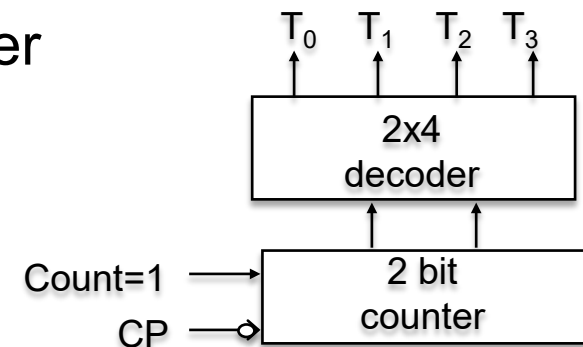 er
T₀ T₁ T₂ T₃
2x4
decoder
Count=1
2 bit
counter
CP